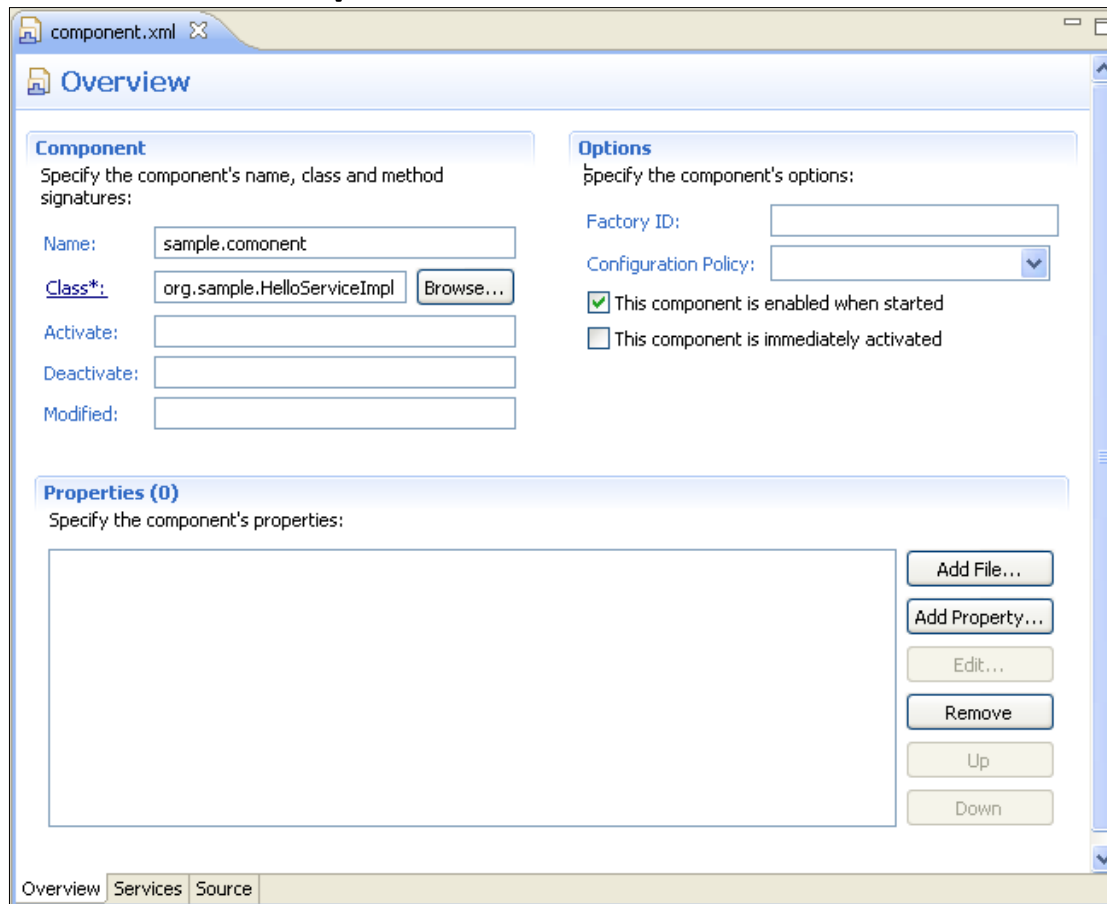 component.xml
Overview
Component
Specify the component's name, class and method
signatures:
Name: sample.comonent
Class*: org.sample.HelloServiceImpl Browse...
Activate:
Deactivate:
Modified:
Options
Specify the component's options:
Factory ID:
Configuration Policy:
This component is enabled when started
This component is immediately activated
Properties (0)
Specify the component's properties:
Add File...
Add Property...
Edit...
Remove
Up
Down
Overview Services Source